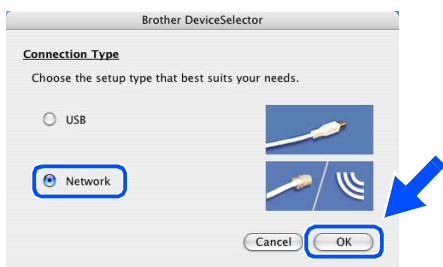 Brother DeviceSelector
Connection Type
Choose the setup type that best suits your needs.
USB
Network
Cancel OK